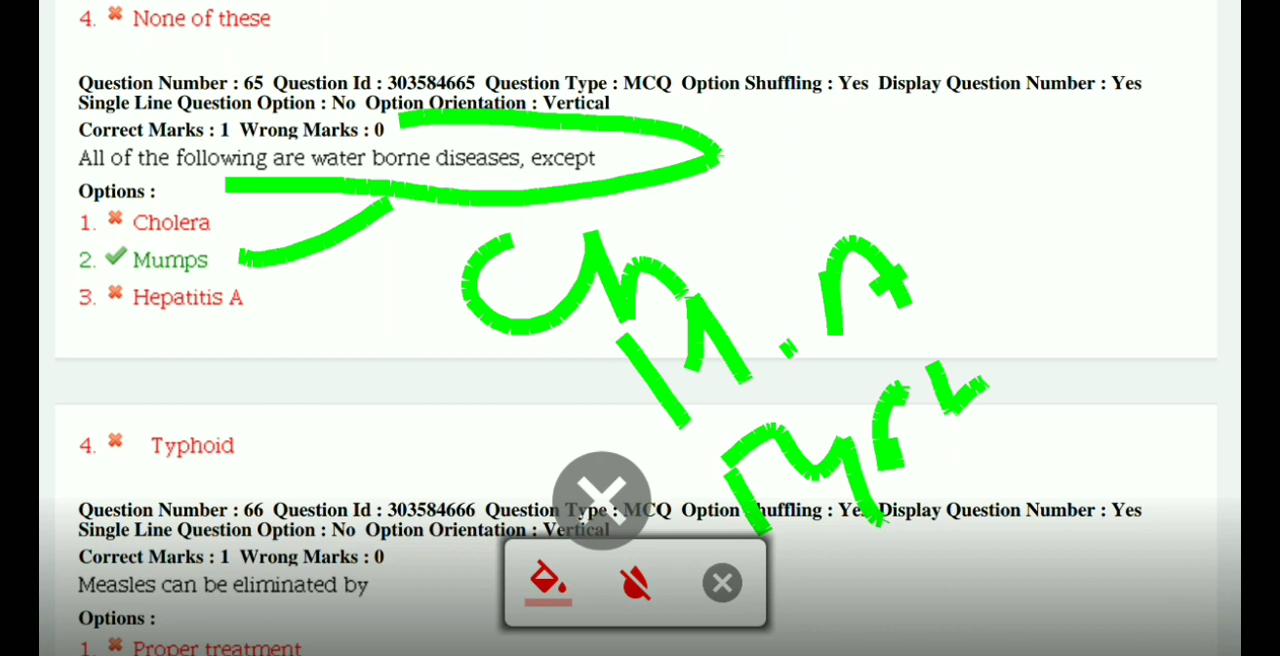 4. None of these
Question Number : 65 Question Id : 303584665 Question Type : MCQ Option Shuffling : Yes Display Question Number : Yes
Single Line Question Option : No Option Orientation : Vertical
Correct Marks : 1 Wrong Marks : 0
All of the following are water borne diseases, except
Options :
1. Cholera
2. Mumps
3. Hepatitis A
4. Typhoid
Question Number : 66 Question Id : 303584666 Question Type : MCQ Option Shuffling : Yes Display Question Number : Yes
Single Line Question Option : No Option Orientation : Vertical
Correct Marks : 1 Wrong Marks : 0
Measles can be eliminated by
Options :
1. Proper treatment